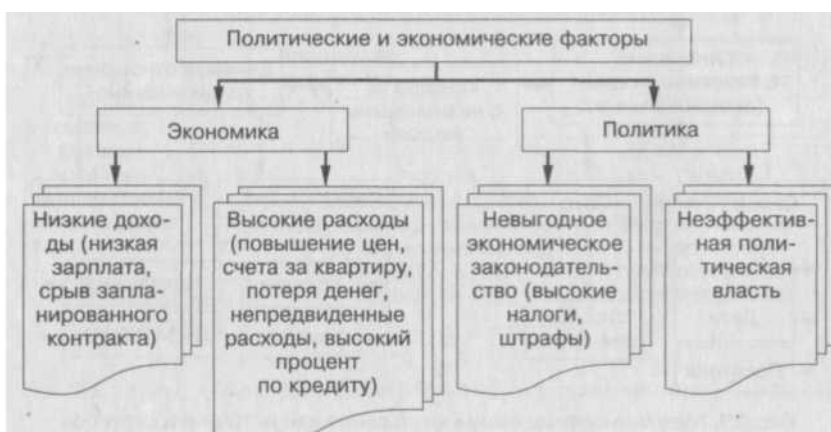 Политические и экономические факторы
Экономика
Политика
Низкие дохо-
ды (низкая
зарплата,
срыв запла-
нированного
контракта)
Высокие расходы
(повышение цен,
счета за квартиру,
потеря денег,
непредвиденные
расходы, высокий
процент
по кредиту)
Невыгодное
экономическое
законодатель-
ство (высокие
налоги,
штрафы)
Неэффектив-
ная поли-
тическая
власть